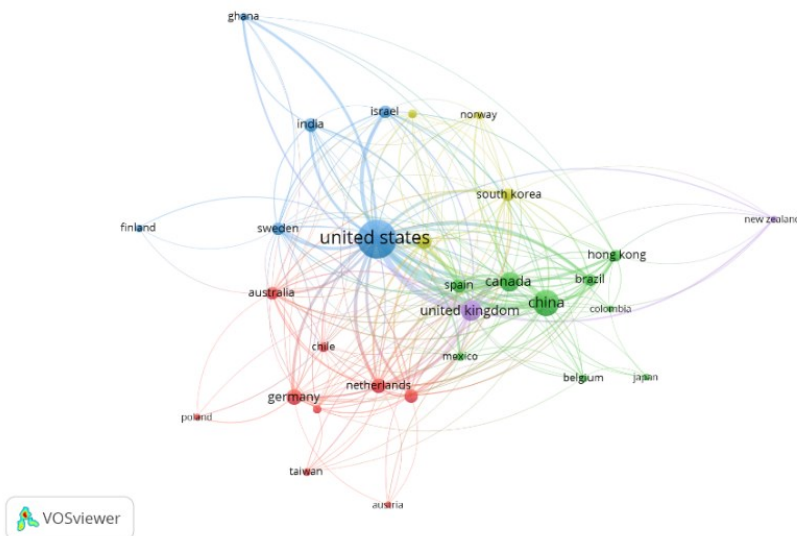 ghana
israel
india
norway
south korea
finland
sweden
united states
new zealand
hong kong
spain
canada
brazil
australia
china
united kingdom
colombia
chile
mexico
netherlands
belgium
japan
germany
poland
taiwan
austria
VOSviewer